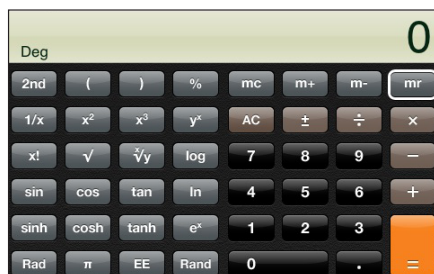 0
Deg
2nd ( ) % mc m+ m- mr
1/x x² x³ yˣ AC ± ÷ ×
x! √ ˣ√y log 7 8 9 −
sin cos tan ln 4 5 6 +
sinh cosh tanh eˣ 1 2 3
Rad π EE Rand 0 . =